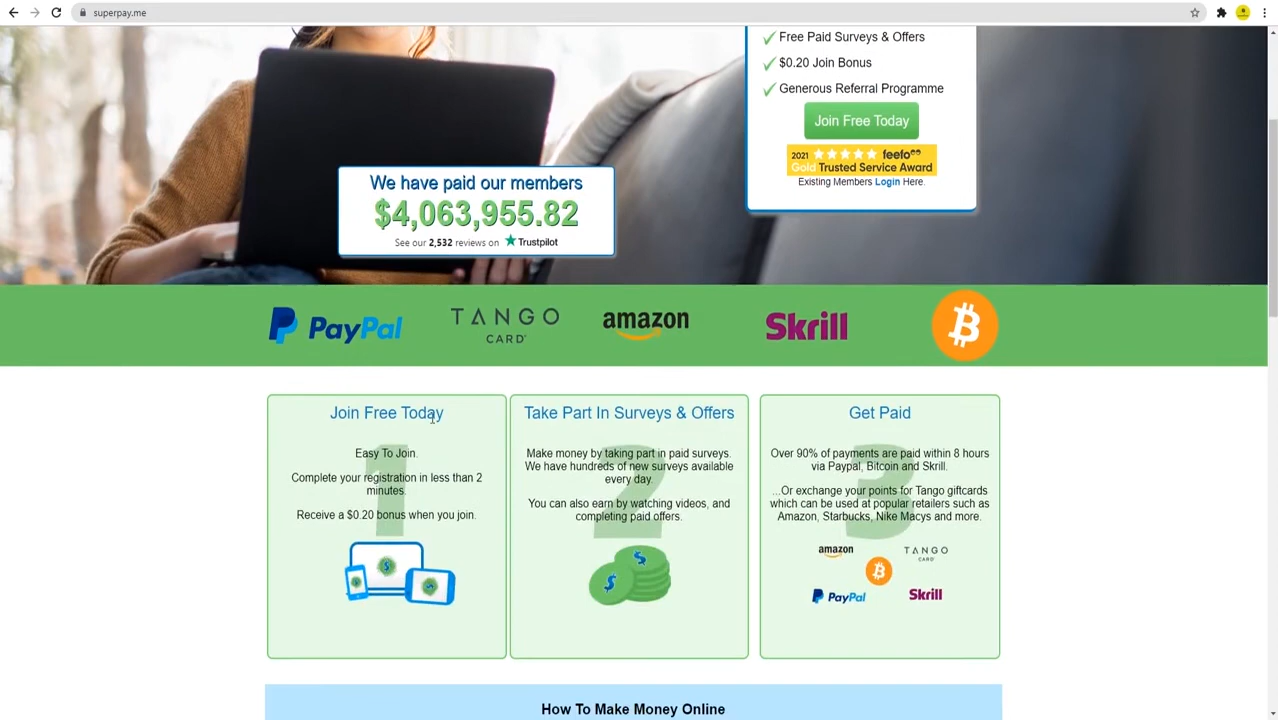 superpay.me
Free Paid Surveys & Offers
$0.20 Join Bonus
Generous Referral Programme
Join Free Today
2021 feefo
Gold Trusted Service Award
Existing Members Login Here.
We have paid our members
$4,063,955.82
See our 2,532 reviews on Trustpilot
PayPal
TANGO
CARD
amazon
Skrill
Join Free Today
1
Easy To Join.
Complete your registration in less than 2
minutes.
Receive a $0.20 bonus when you join.
Take Part In Surveys & Offers
2
Make money by taking part in paid surveys.
We have hundreds of new surveys available
every day.
You can also earn by watching videos, and
completing paid offers.
Get Paid
3
Over 90% of payments are paid within 8 hours
via Paypal, Bitcoin and Skrill.
...Or exchange your points for Tango giftcards
which can be used at popular retailers such as
Amazon, Starbucks, Nike Macys and more.
amazon
TANGO
CARD
PayPal
Skrill
How To Make Money Online